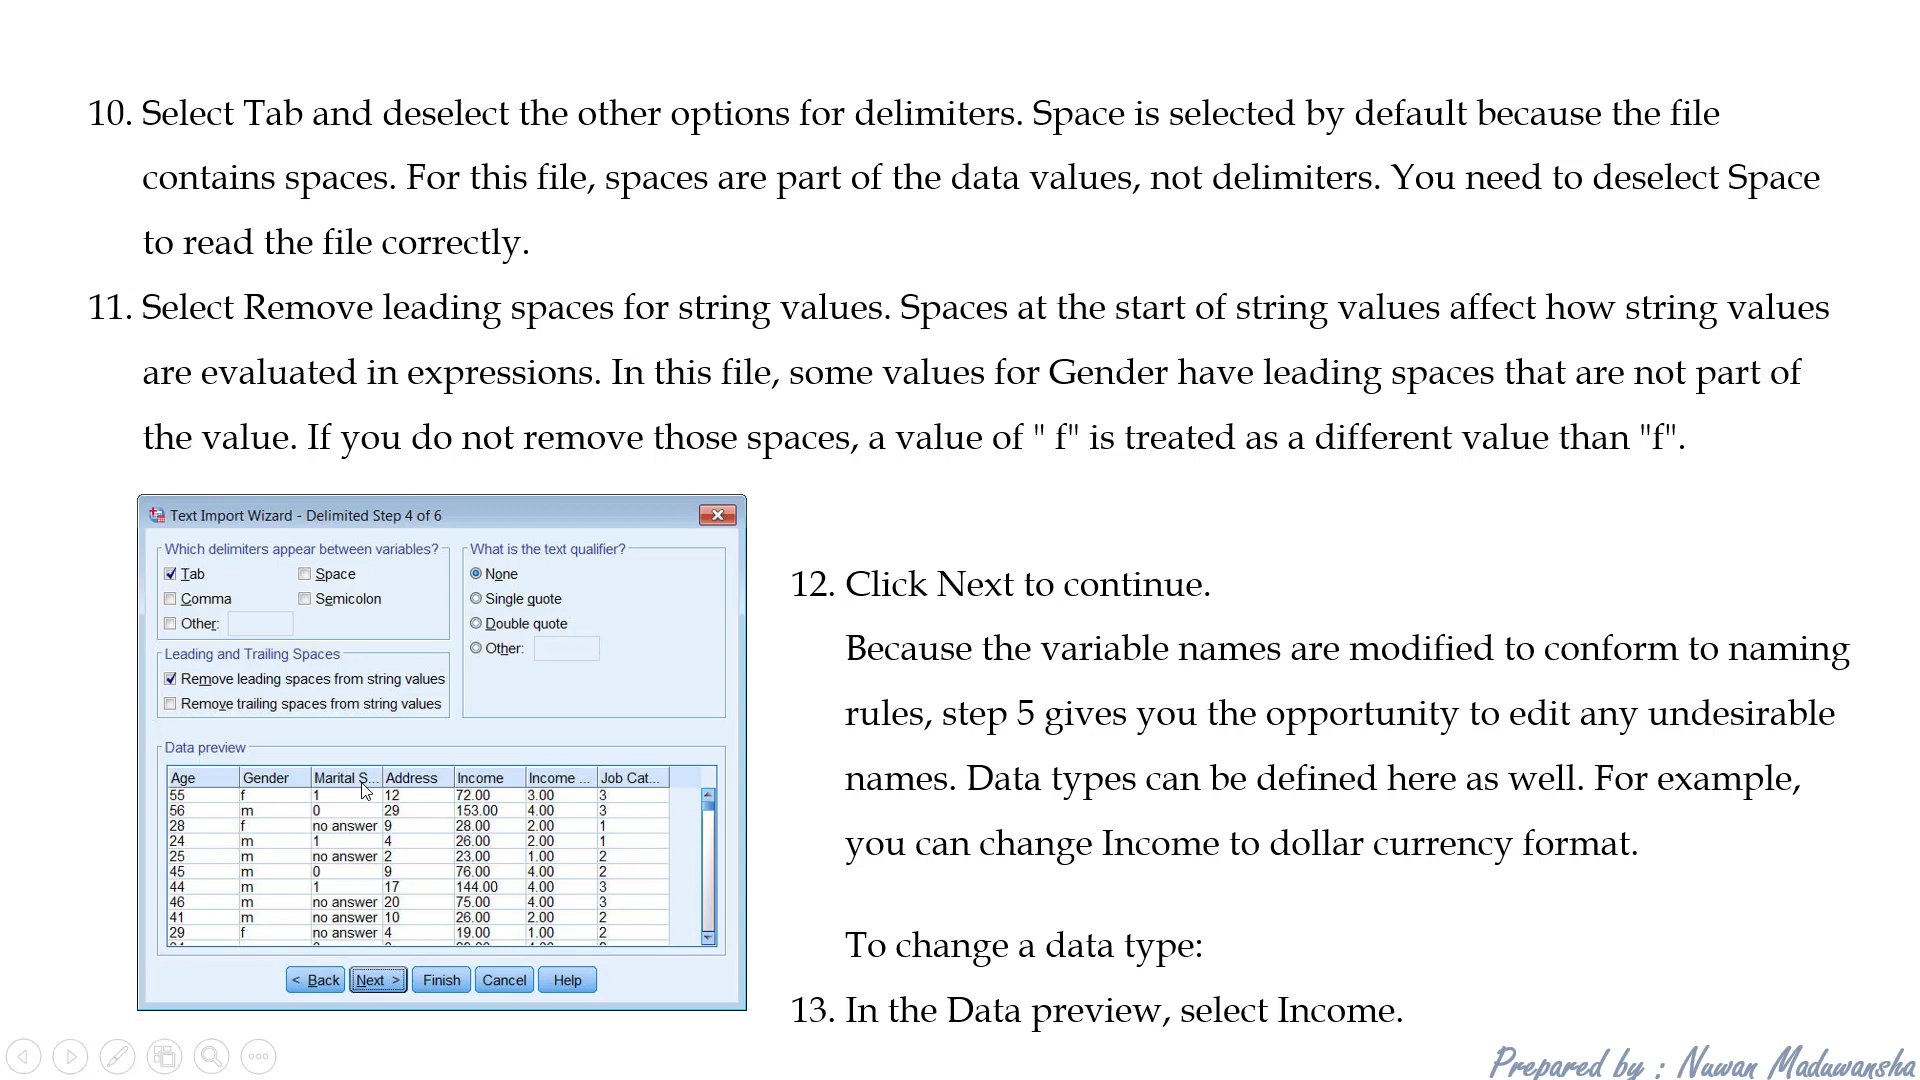 10. Select Tab and deselect the other options for delimiters. Space is selected by default because the file
contains spaces. For this file, spaces are part of the data values, not delimiters. You need to deselect Space
to read the file correctly.
11. Select Remove leading spaces for string values. Spaces at the start of string values affect how string values
are evaluated in expressions. In this file, some values for Gender have leading spaces that are not part of
the value. If you do not remove those spaces, a value of " f" is treated as a different value than "f".
Text Import Wizard - Delimited Step 4 of 6
Which delimiters appear between variables?
Tab Space
Comma Semicolon
Other:
What is the text qualifier?
None
Single quote
Double quote
Other:
Leading and Trailing Spaces
Remove leading spaces from string values
Remove trailing spaces from string values
Data preview
Age Gender Marital S... Address Income Income ... Job Cat...
55 f 1 12 72.00 3.00 3
56 m 0 29 153.00 4.00 3
28 f no answer 9 28.00 2.00 1
24 m 1 4 26.00 2.00 1
25 m no answer 2 23.00 1.00 2
45 m 0 9 76.00 4.00 2
44 m 1 17 144.00 4.00 3
46 m no answer 20 75.00 4.00 3
41 m no answer 10 26.00 2.00 2
29 f no answer 4 19.00 1.00 2
< Back Next > Finish Cancel Help
12. Click Next to continue.
Because the variable names are modified to conform to naming
rules, step 5 gives you the opportunity to edit any undesirable
names. Data types can be defined here as well. For example,
you can change Income to dollar currency format.
To change a data type:
13. In the Data preview, select Income.
Prepared by : Nuwan Maduwansha